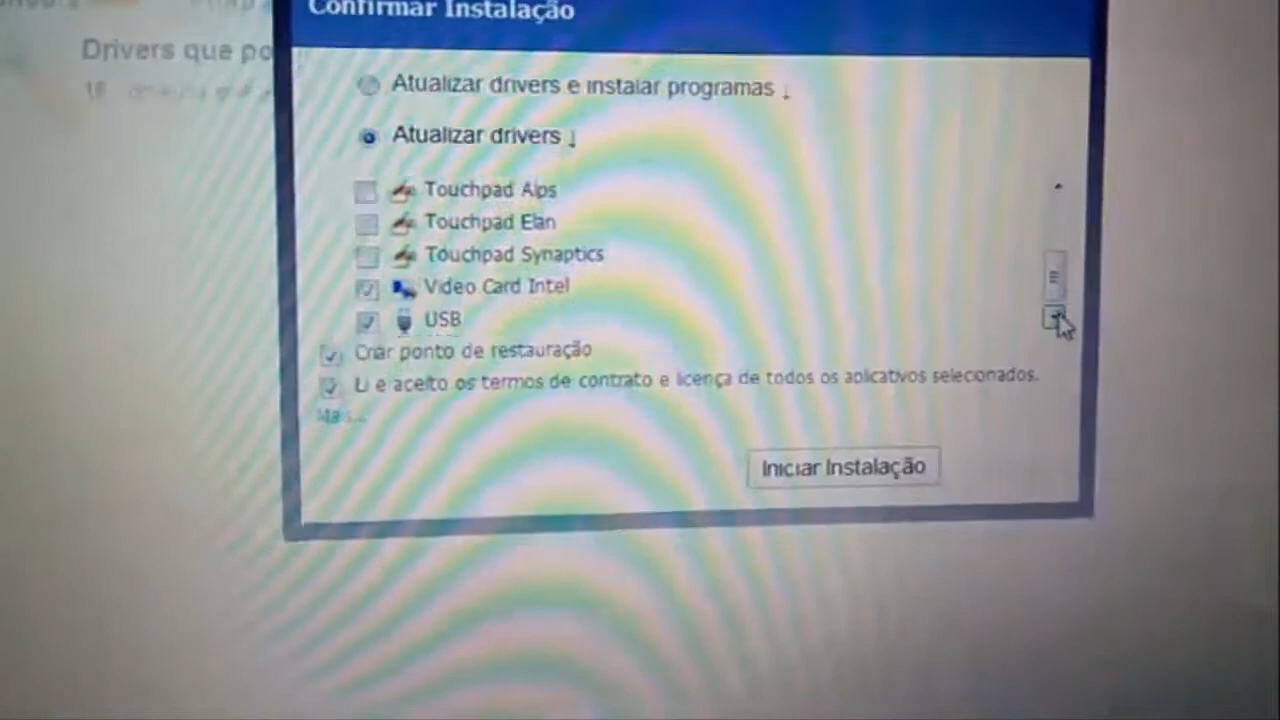 Confirmar Instalação
Drivers que po
Atualizar drivers e instalar programas ↓
Atualizar drivers ↓
Touchpad Alps
Touchpad Elan
Touchpad Synaptics
Video Card Intel
USB
Criar ponto de restauração
Li e aceito os termos de contrato e licença de todos os aplicativos selecionados.
Mais...
Iniciar Instalação